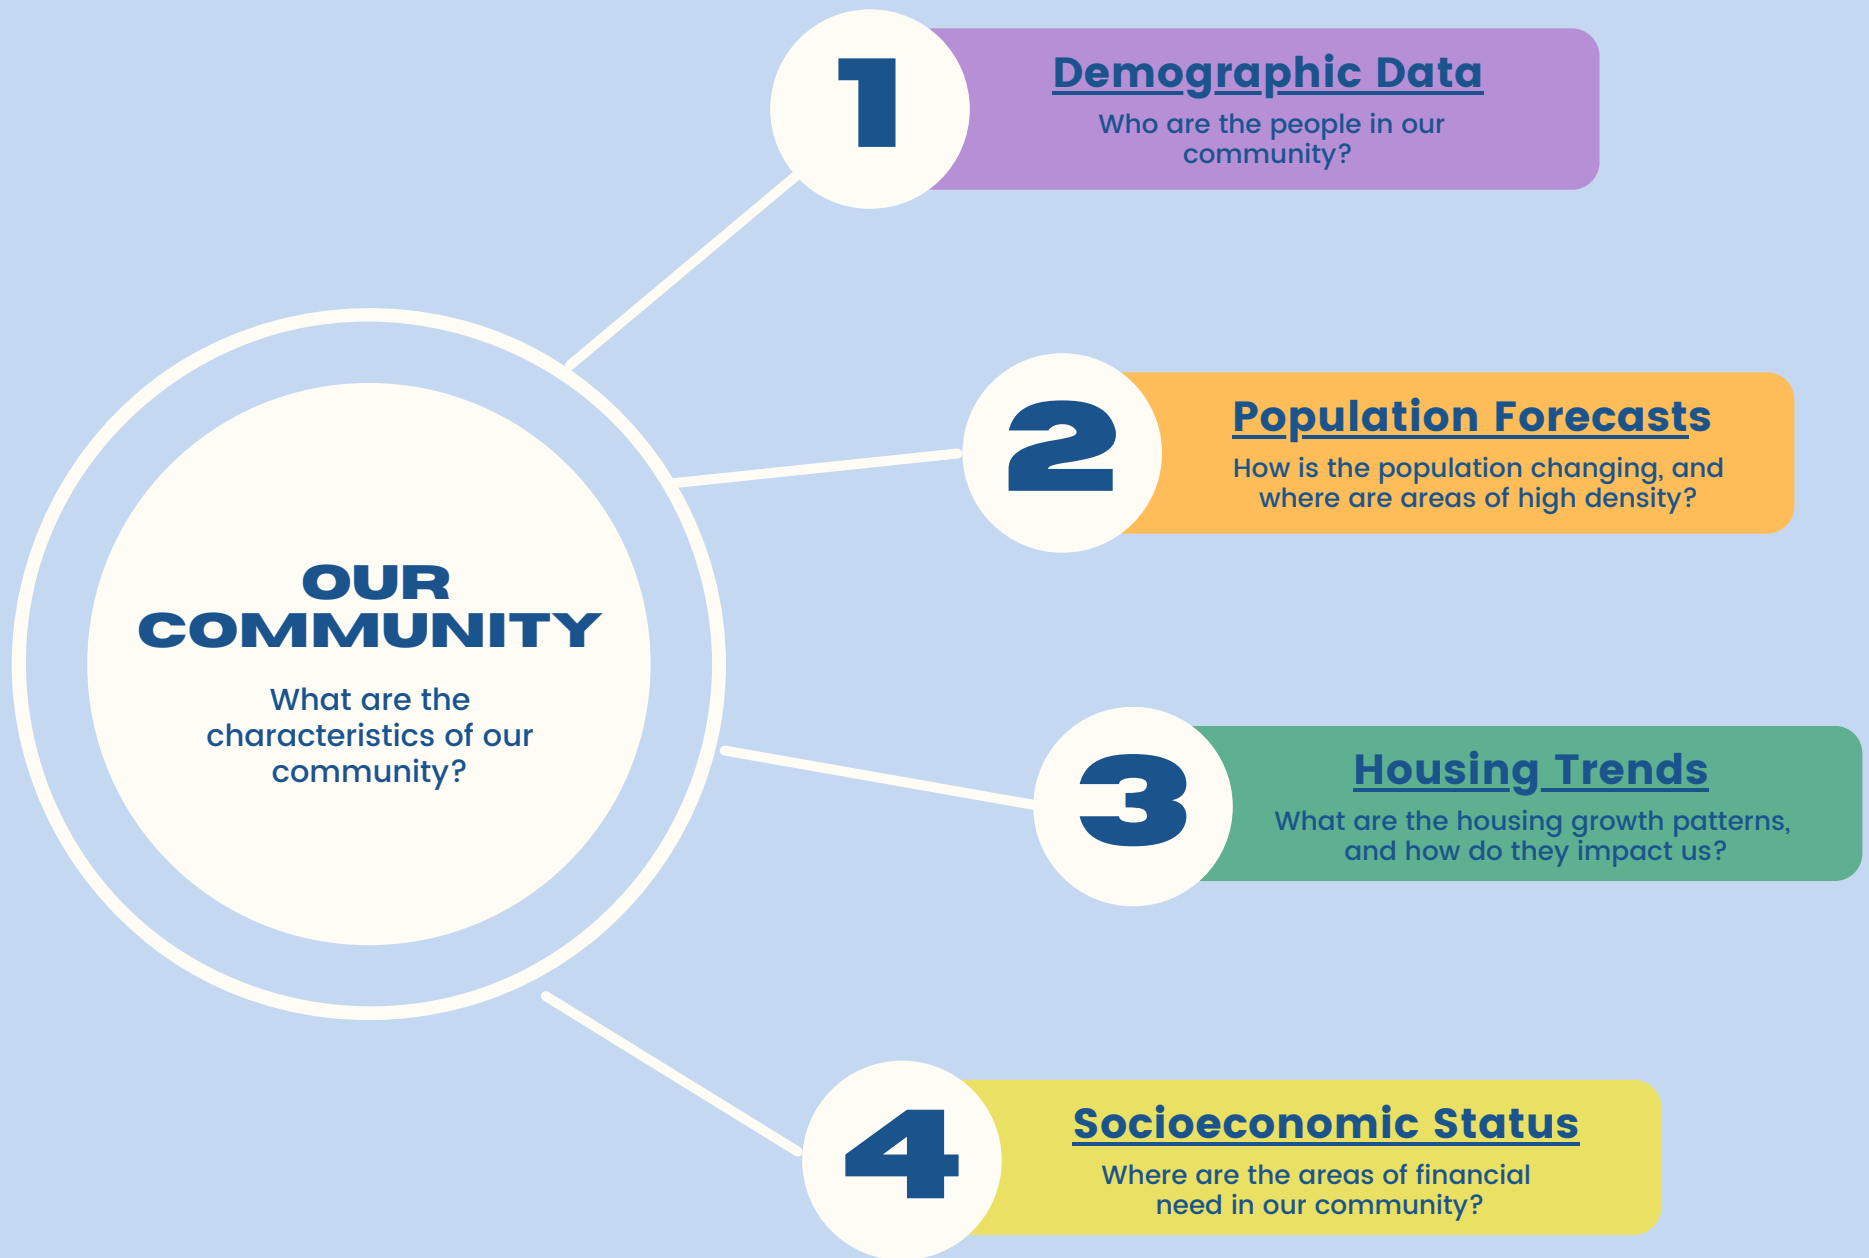 OUR
COMMUNITY
What are the
characteristics of our
community?
1
Demographic Data
Who are the people in our
community?
2
Population Forecasts
How is the population changing, and
where are areas of high density?
3
Housing Trends
What are the housing growth patterns,
and how do they impact us?
4
Socioeconomic Status
Where are the areas of financial
need in our community?